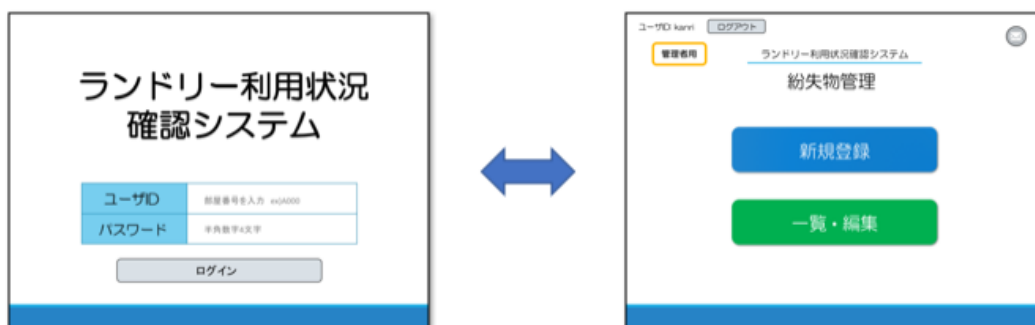 ランドリー利用状況
確認システム
ユーザID 部屋番号を入力 ex)A000
パスワード 半角数字4文字
ログイン
ユーザID: kanri ログアウト
管理者用
ランドリー利用状況確認システム
紛失物管理
新規登録
一覧・編集